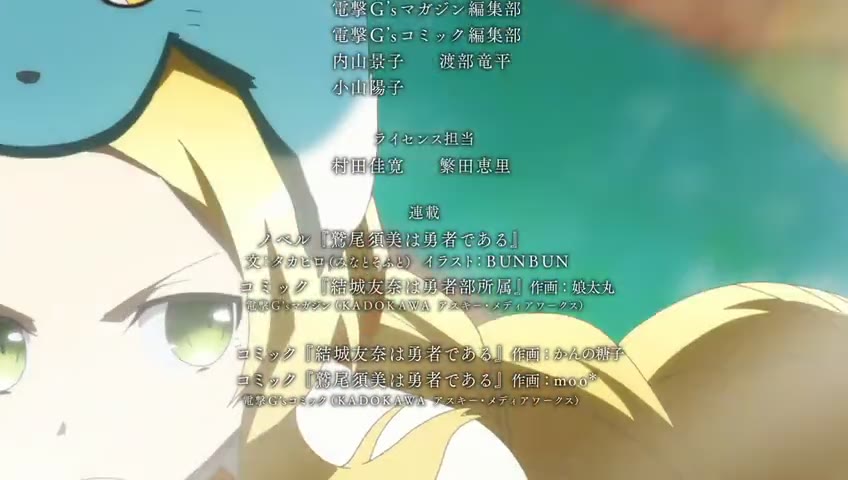 電撃G'sマガジン編集部
電撃G'sコミック編集部
内山景子　渡部竜平
小山陽子
ライセンス担当
村田佳寛　繁田恵里
連載
ノベル『鷲尾須美は勇者である』
文：タカヒロ（みなとそふと）　イラスト：BUNBUN
コミック『結城友奈は勇者部所属』作画：娘太丸
電撃G'sマガジン（KADOKAWA　アスキー・メディアワークス）
コミック『結城友奈は勇者である』作画：かんの糖子
コミック『鷲尾須美は勇者である』作画：moo*
電撃G'sコミック（KADOKAWA　アスキー・メディアワークス）